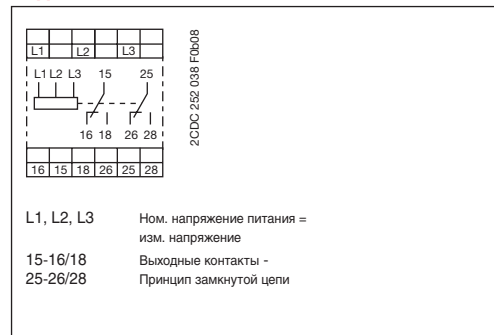 L1 L2 L3
L1 L2 L3 15 25
16 18 26 28
16 15 18 26 25 28
2CDC 252 038 F0b08
L1, L2, L3 Ном. напряжение питания =
изм. напряжение
15-16/18 Выходные контакты -
25-26/28 Принцип замкнутой цепи